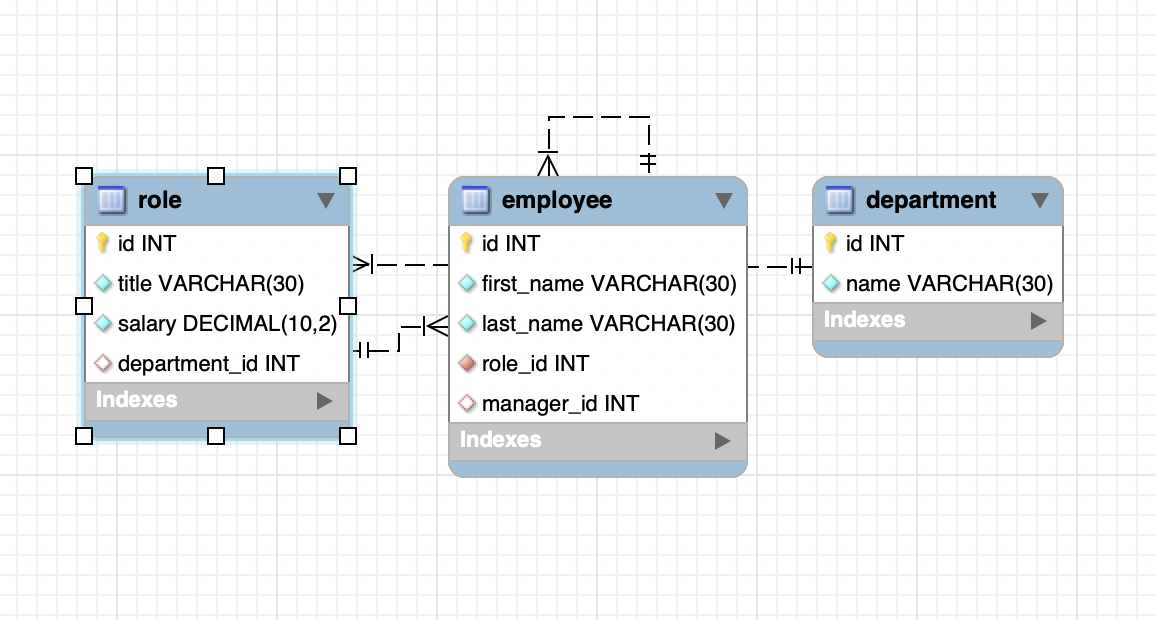 role
id INT
title VARCHAR(30)
salary DECIMAL(10,2)
department_id INT
Indexes
employee
id INT
first_name VARCHAR(30)
last_name VARCHAR(30)
role_id INT
manager_id INT
Indexes
department
id INT
name VARCHAR(30)
Indexes